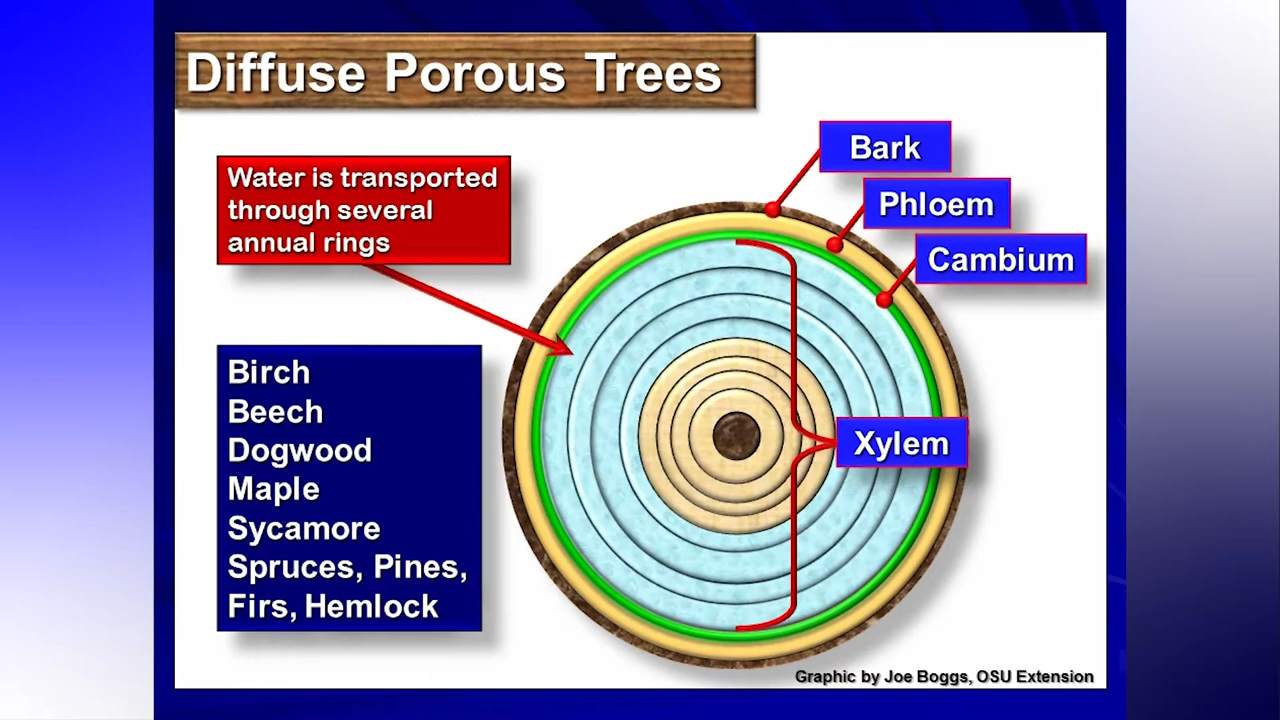 Diffuse Porous Trees
Water is transported
through several
annual rings
Bark
Phloem
Cambium
Xylem
Birch
Beech
Dogwood
Maple
Sycamore
Spruces, Pines,
Firs, Hemlock
Graphic by Joe Boggs, OSU Extension